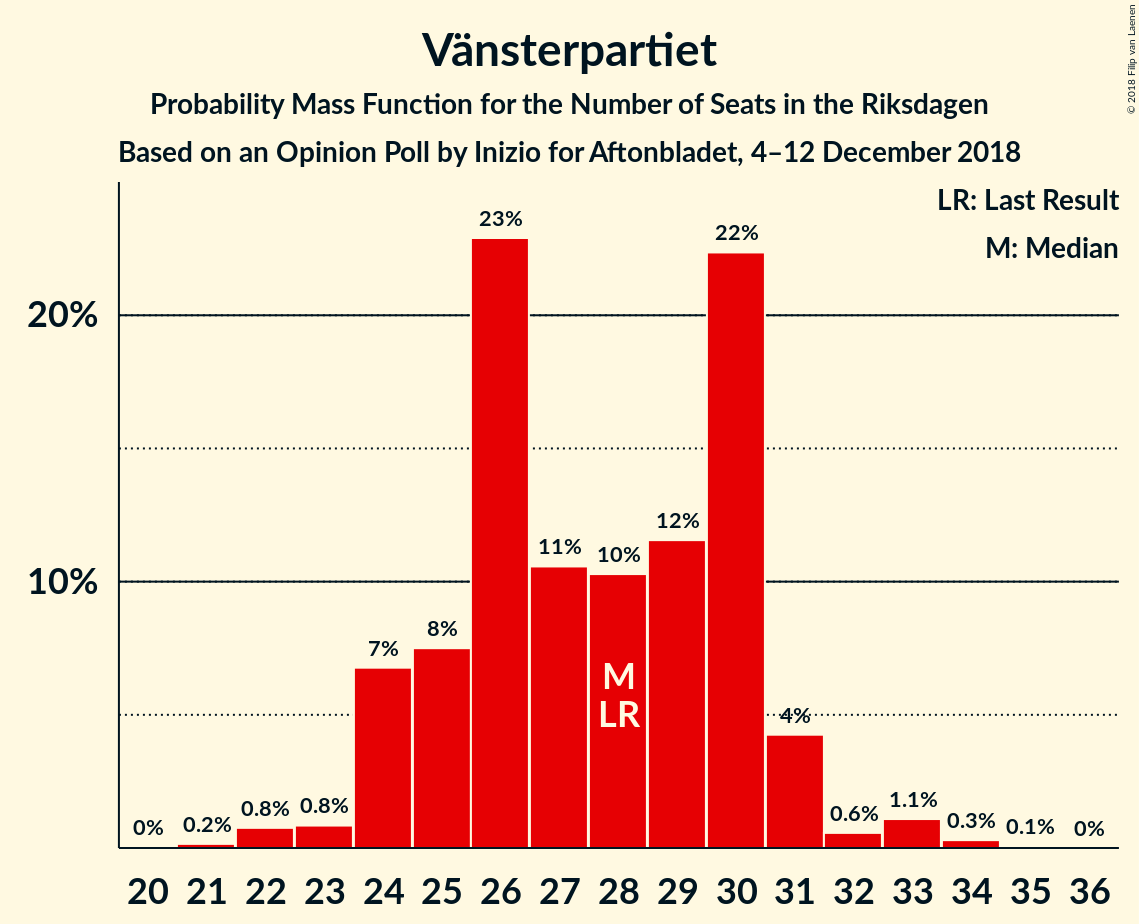 Vänsterpartiet
Probability Mass Function for the Number of Seats in the Riksdagen
Based on an Opinion Poll by Inizio for Aftonbladet, 4–12 December 2018
© 2018 Filip van Laenen
LR: Last Result
M: Median
20%
10%
0%
0.2%
0.8%
0.8%
7%
8%
23%
11%
10%
12%
22%
4%
0.6%
1.1%
0.3%
0.1%
0%
M
LR
20 21 22 23 24 25 26 27 28 29 30 31 32 33 34 35 36